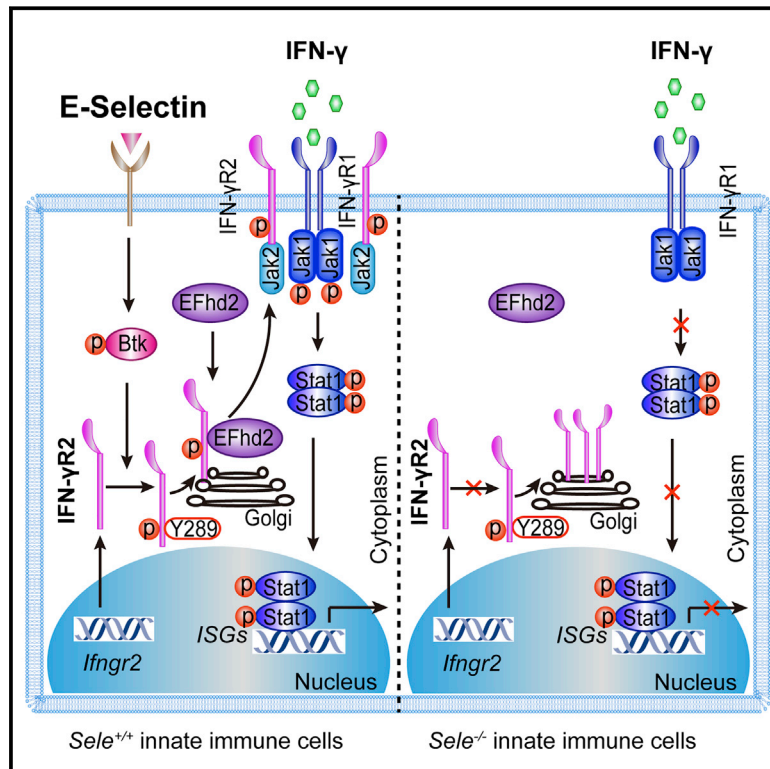 IFN-γ
E-Selectin
IFN-γR2
IFN-γR1
p
p
Jak2
Jak1
Jak1
Jak2
p
p
EFhd2
p
Btk
Stat1
p
Stat1
p
EFhd2
p
IFN-γR2
Golgi
p
Y289
Cytoplasm
p
Stat1
p
Stat1
ISGs
Ifngr2
Nucleus
Sele+/+ innate immune cells
IFN-γ
IFN-γR1
Jak1
Jak1
EFhd2
Stat1
p
Stat1
p
IFN-γR2
Golgi
p
Y289
Cytoplasm
p
Stat1
p
Stat1
ISGs
Ifngr2
Nucleus
Sele-/- innate immune cells